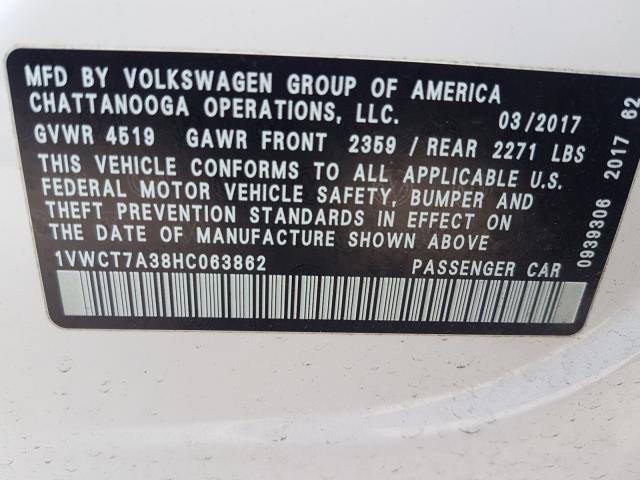 MFD BY VOLKSWAGEN GROUP OF AMERICA
CHATTANOOGA OPERATIONS, LLC. 03/2017
GVWR 4519 GAWR FRONT 2359 / REAR 2271 LBS
THIS VEHICLE CONFORMS TO ALL APPLICABLE U.S.
FEDERAL MOTOR VEHICLE SAFETY, BUMPER AND
THEFT PREVENTION STANDARDS IN EFFECT ON
THE DATE OF MANUFACTURE SHOWN ABOVE
1VWCT7A38HC063862 PASSENGER CAR
0939306 2017 62